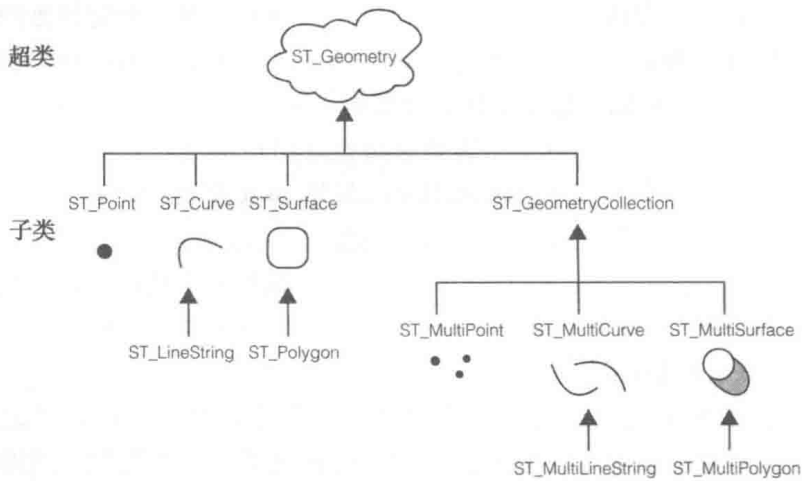 超类
ST_Geometry
ST_Point ST_Curve ST_Surface ST_GeometryCollection
子类
ST_MultiPoint ST_MultiCurve ST_MultiSurface
ST_LineString ST_Polygon
ST_MultiLineString ST_MultiPolygon